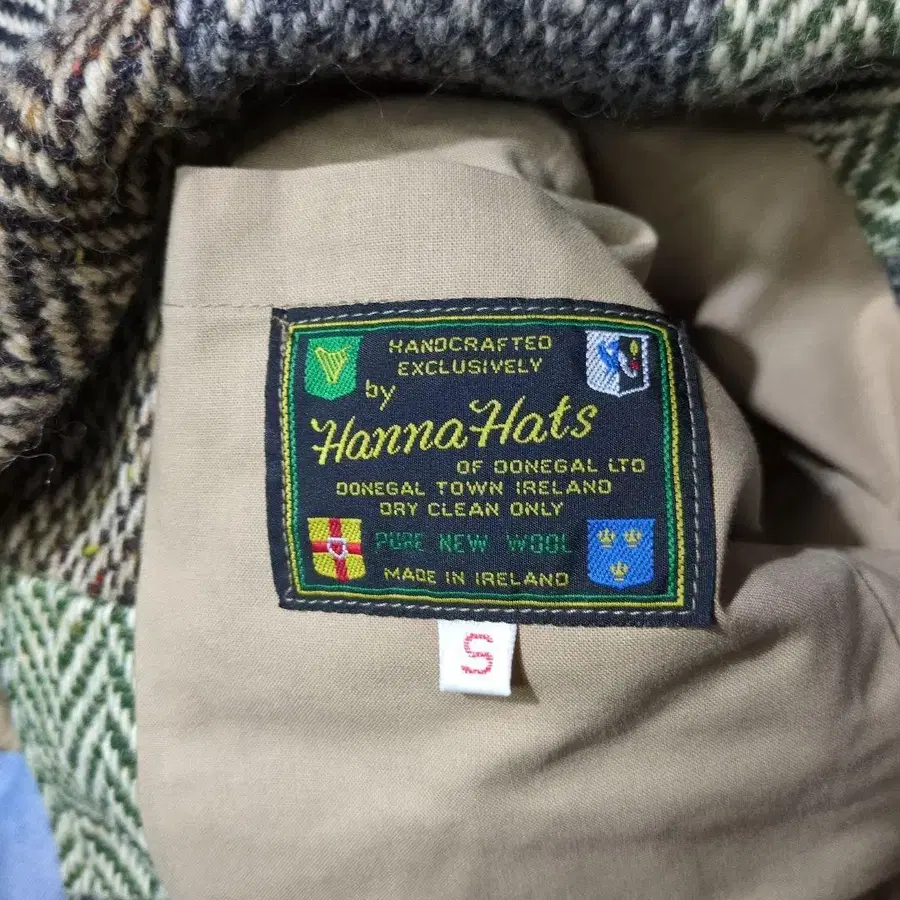 HANDCRAFTED
EXCLUSIVELY
by
Hanna Hats
OF DONEGAL LTD
DONEGAL TOWN IRELAND
DRY CLEAN ONLY
PURE NEW WOOL
MADE IN IRELAND
S